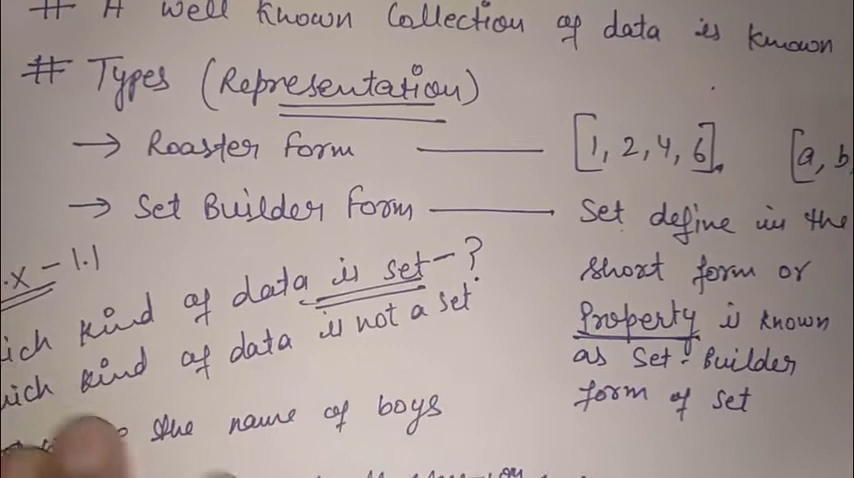 # A well known Collection of data is known
# Types (Representation)
→ Roaster form — [1, 2, 4, 6], [a, b,
→ Set Builder form — Set define in the
short form or
Property is known
as Set-Builder
form of set
.x - 1.1
ich kind of data is set - ?
ich kind of data is not a set
the name of boys